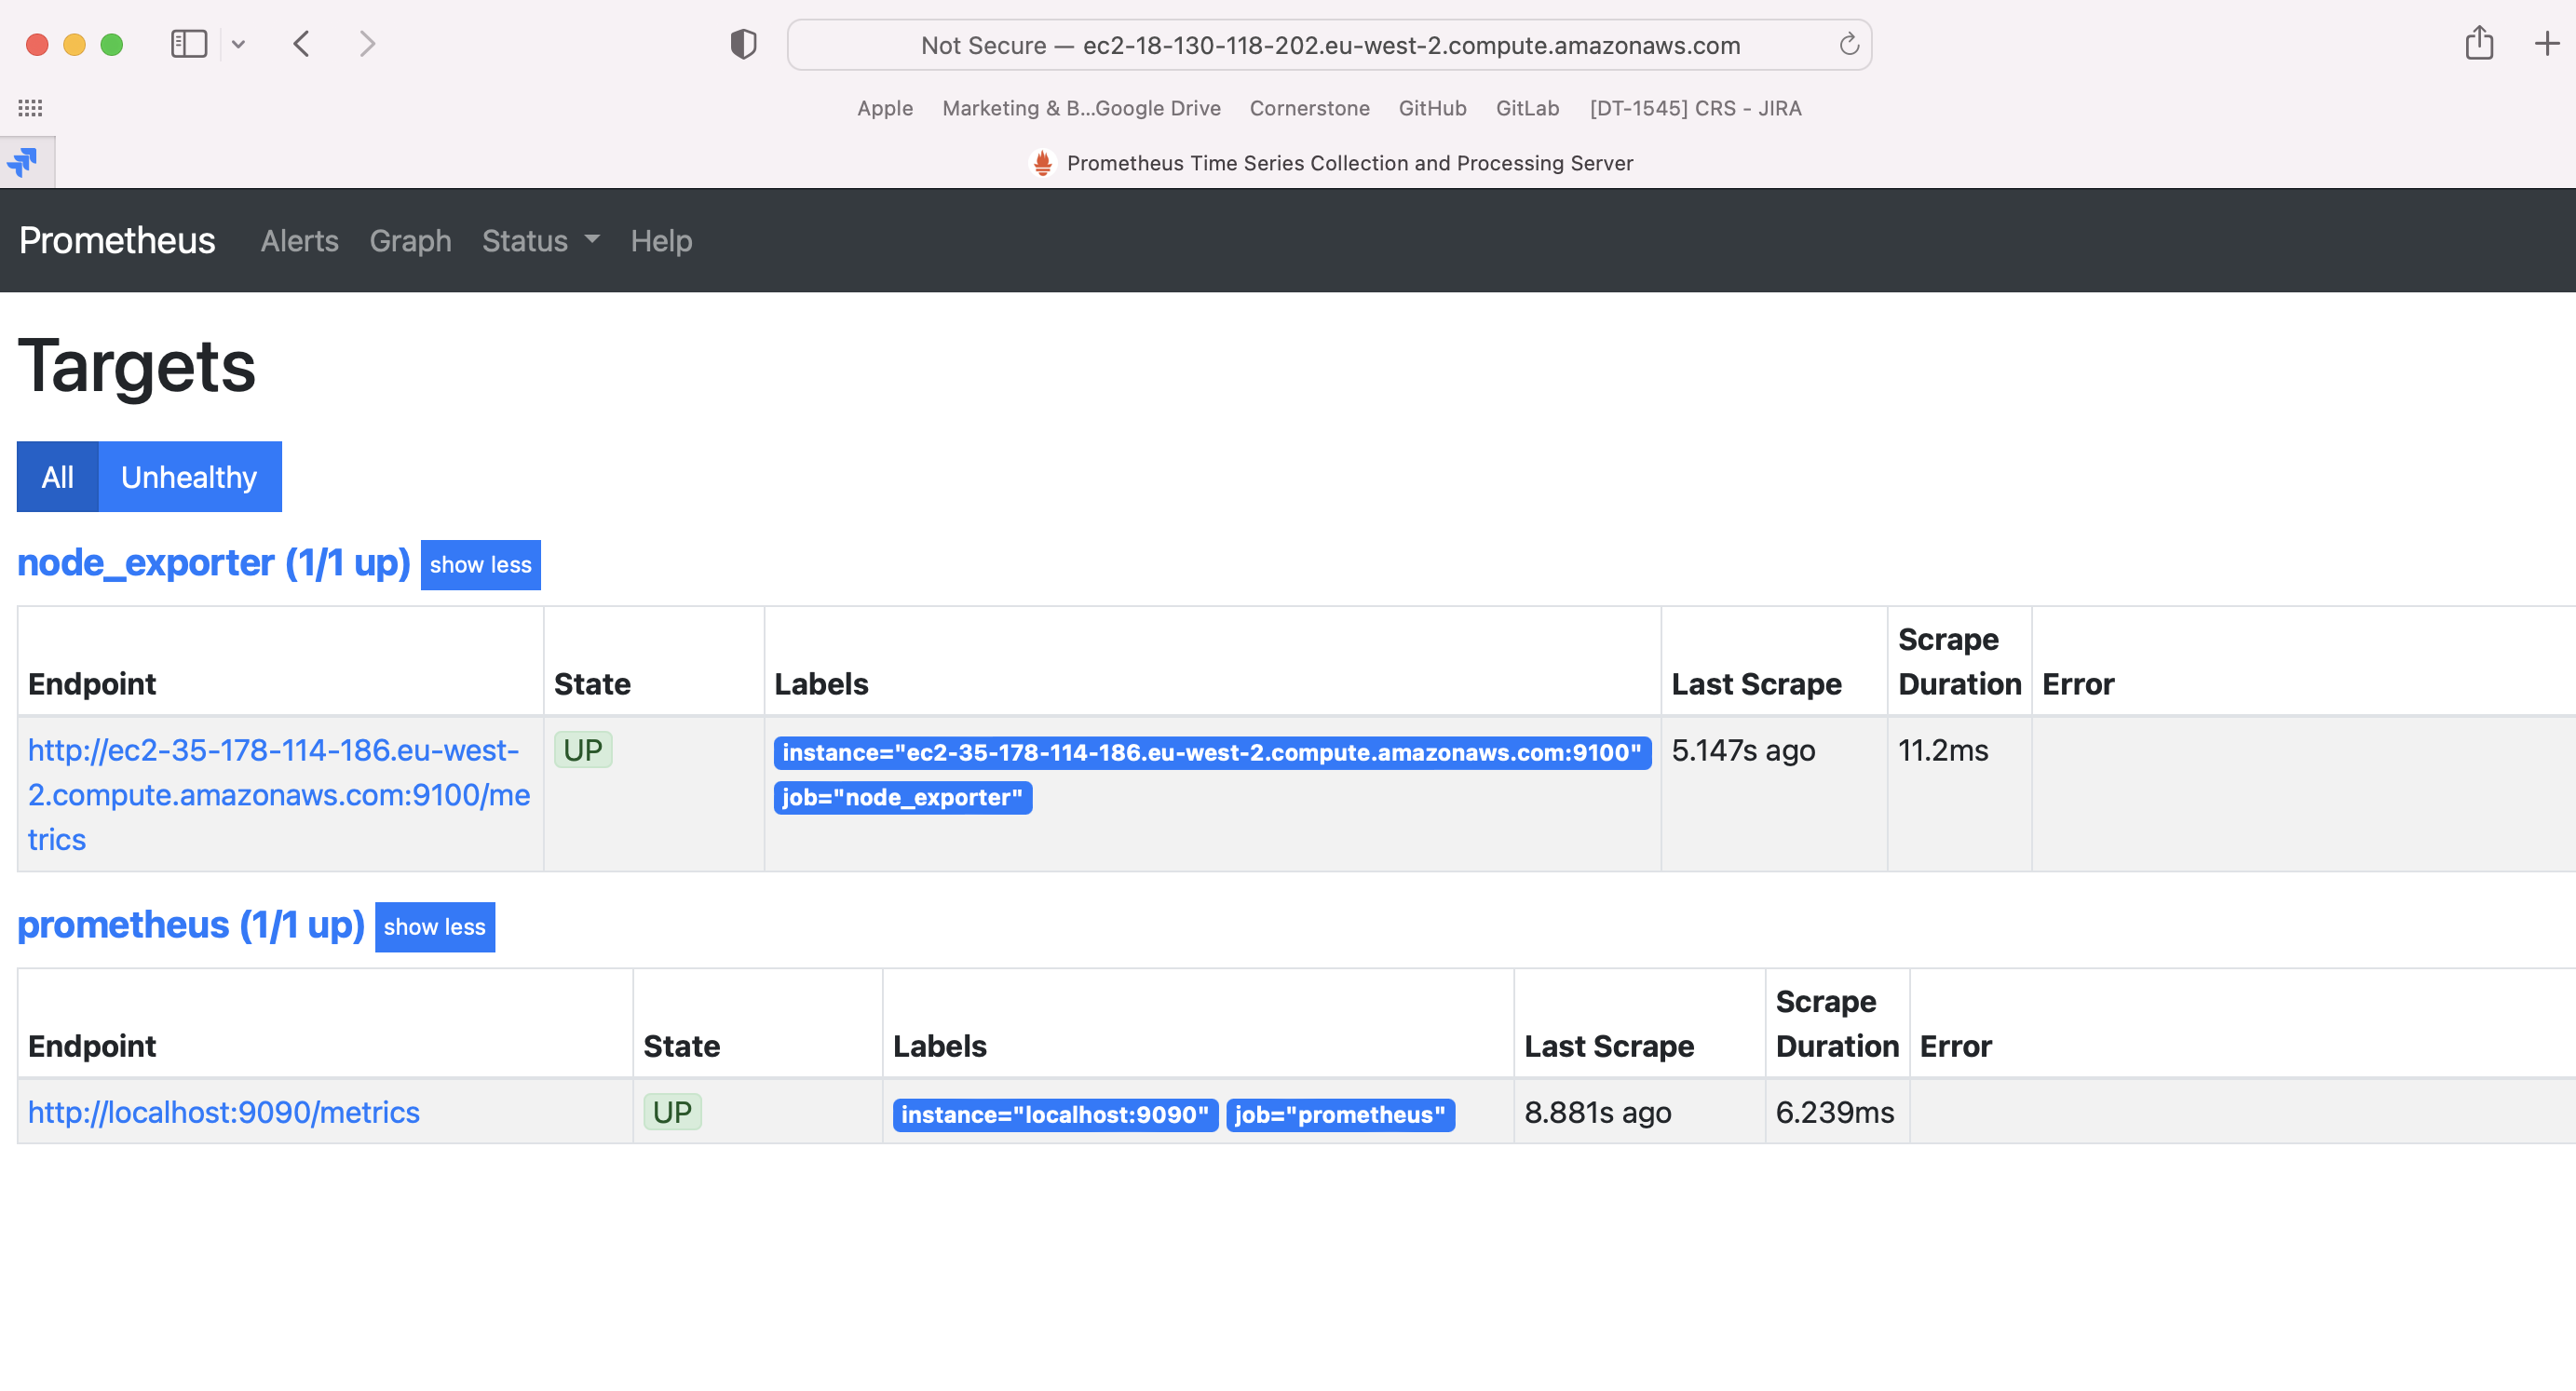 Not Secure — ec2-18-130-118-202.eu-west-2.compute.amazonaws.com
Apple Marketing & B...Google Drive Cornerstone GitHub GitLab [DT-1545] CRS - JIRA
Prometheus Time Series Collection and Processing Server
Prometheus Alerts Graph Status Help
Targets
All Unhealthy
node_exporter (1/1 up) show less
Endpoint State Labels Last Scrape Scrape Duration Error
http://ec2-35-178-114-186.eu-west-
2.compute.amazonaws.com:9100/me
trics
UP
instance="ec2-35-178-114-186.eu-west-2.compute.amazonaws.com:9100"
job="node_exporter"
5.147s ago
11.2ms
prometheus (1/1 up) show less
Endpoint State Labels Last Scrape Scrape Duration Error
http://localhost:9090/metrics UP instance="localhost:9090" job="prometheus" 8.881s ago 6.239ms